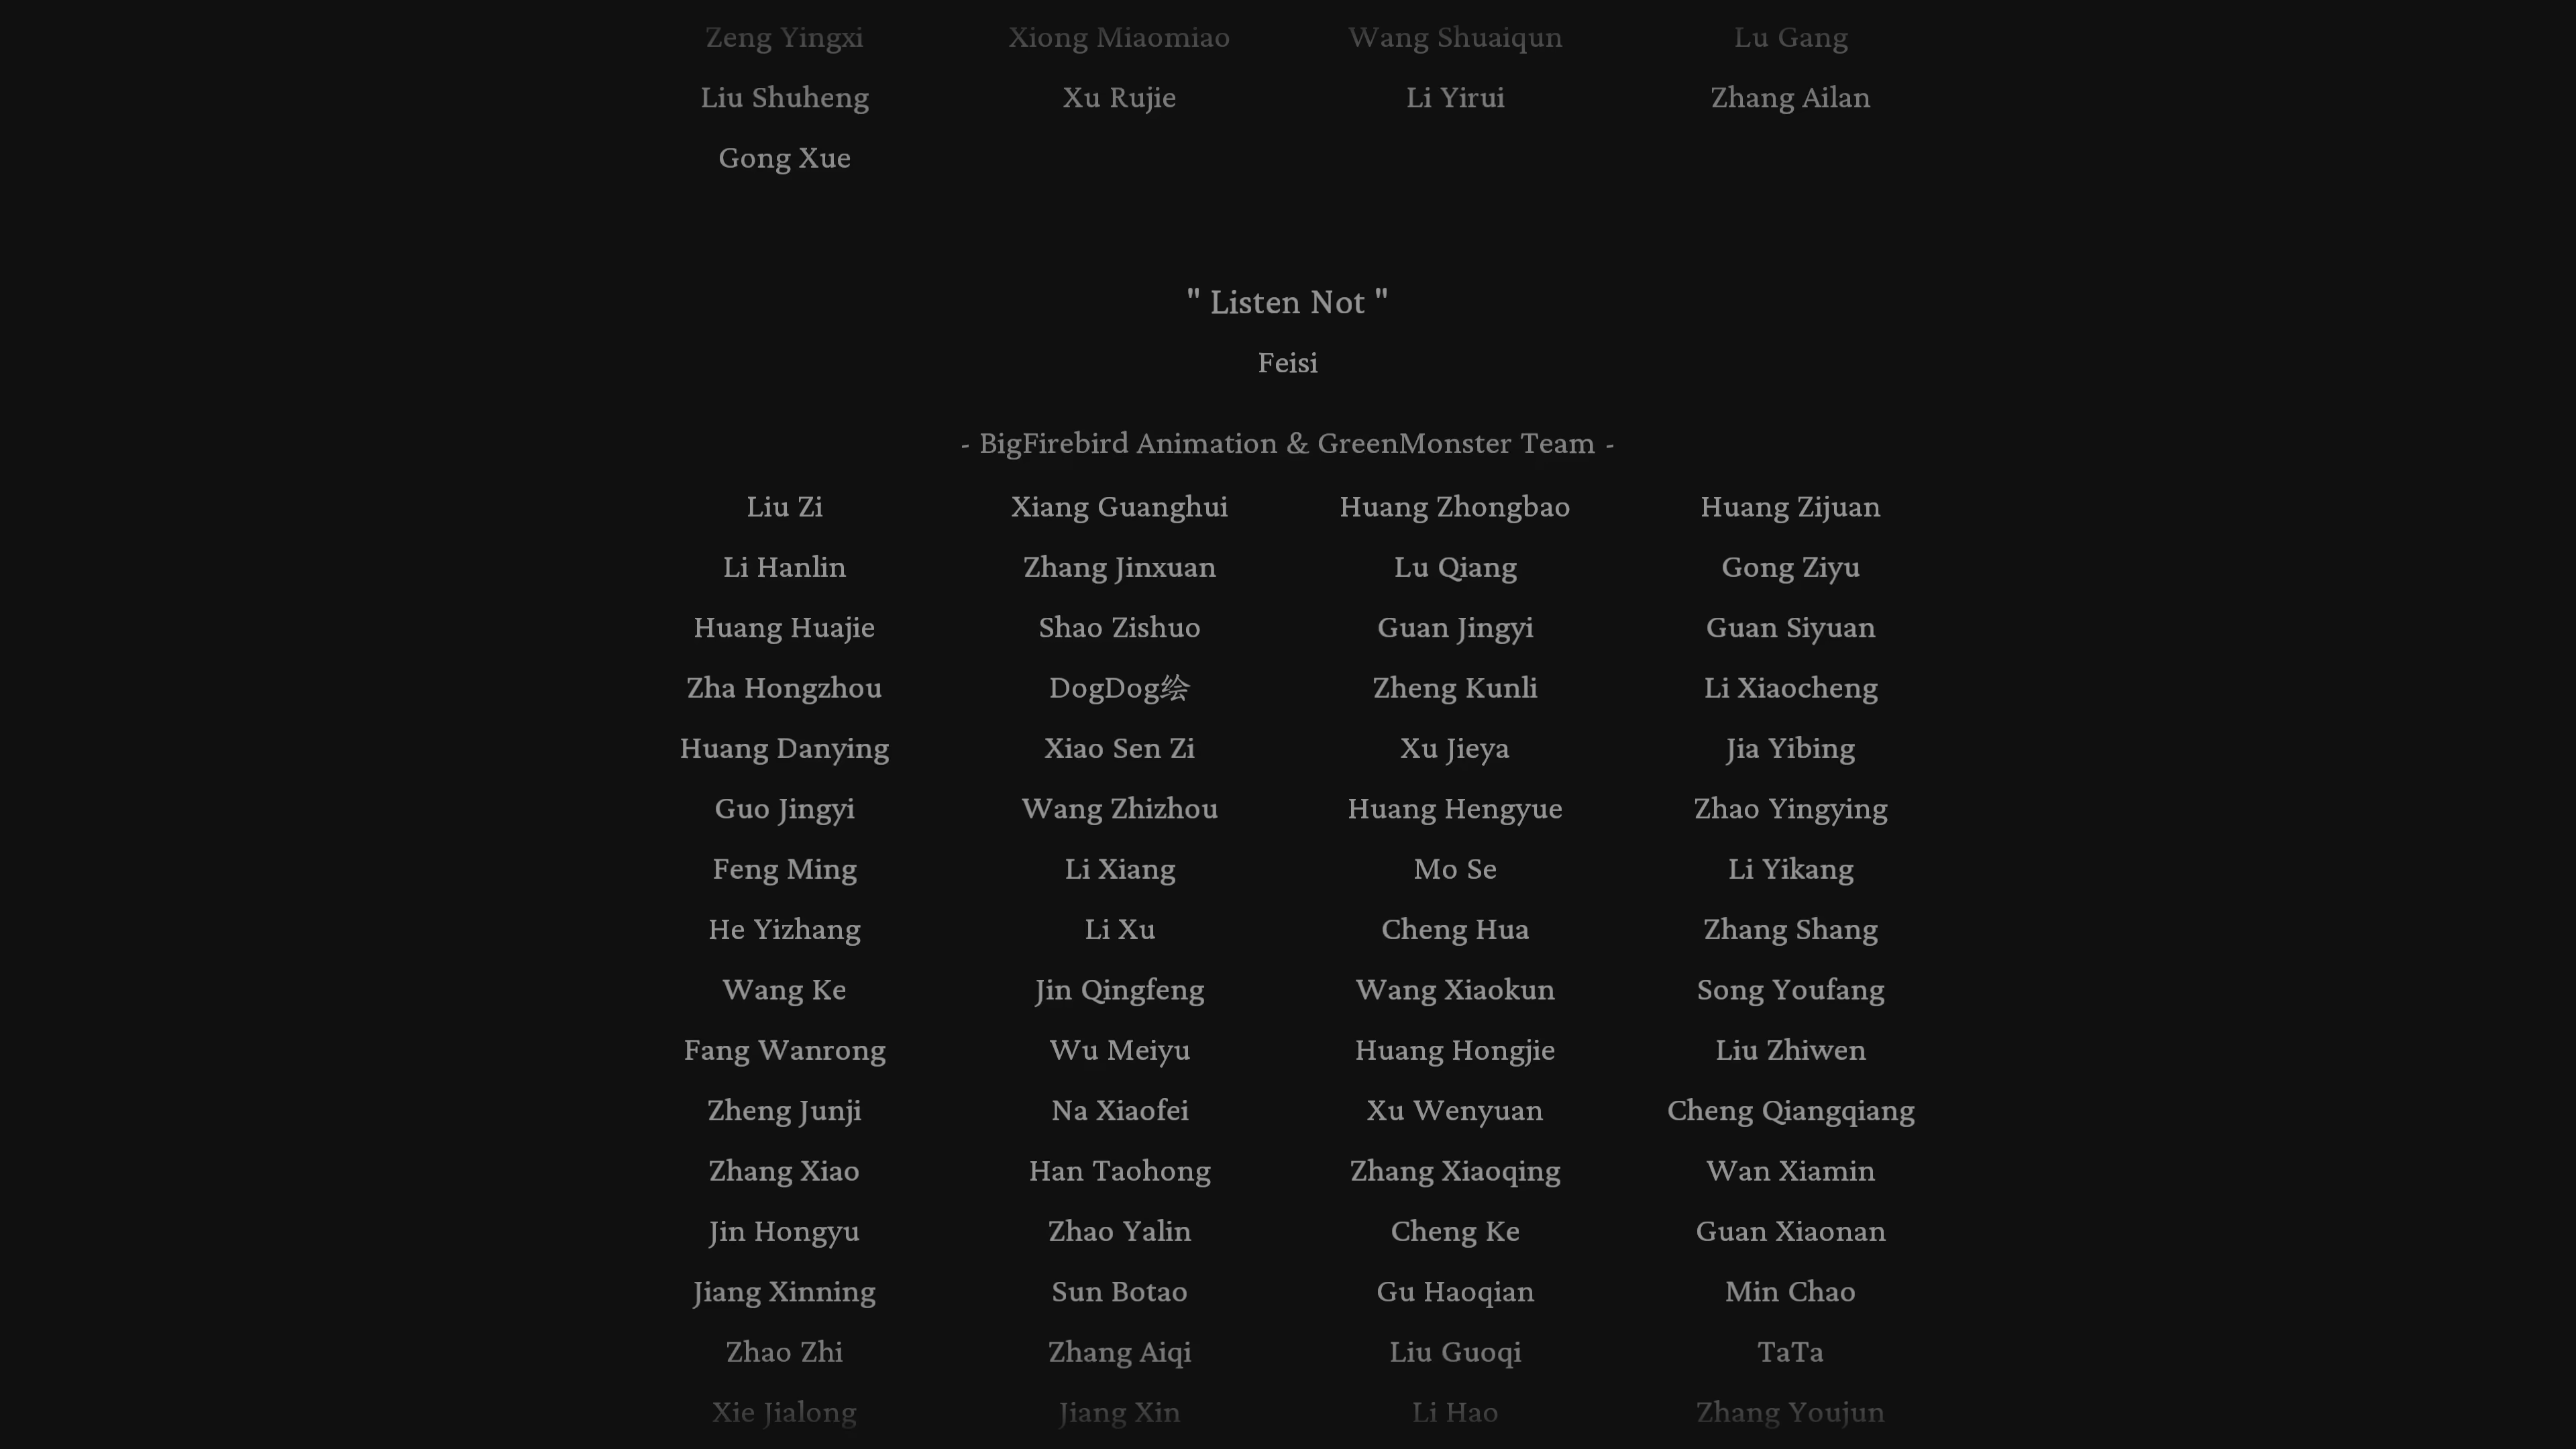 Zeng Yingxi Xiong Miaomiao Wang Shuaiqun Lu Gang
Liu Shuheng Xu Rujie Li Yirui Zhang Ailan
Gong Xue
" Listen Not "
Feisi
- BigFirebird Animation & GreenMonster Team -
Liu Zi Xiang Guanghui Huang Zhongbao Huang Zijuan
Li Hanlin Zhang Jinxuan Lu Qiang Gong Ziyu
Huang Huajie Shao Zishuo Guan Jingyi Guan Siyuan
Zha Hongzhou DogDog绘 Zheng Kunli Li Xiaocheng
Huang Danying Xiao Sen Zi Xu Jieya Jia Yibing
Guo Jingyi Wang Zhizhou Huang Hengyue Zhao Yingying
Feng Ming Li Xiang Mo Se Li Yikang
He Yizhang Li Xu Cheng Hua Zhang Shang
Wang Ke Jin Qingfeng Wang Xiaokun Song Youfang
Fang Wanrong Wu Meiyu Huang Hongjie Liu Zhiwen
Zheng Junji Na Xiaofei Xu Wenyuan Cheng Qiangqiang
Zhang Xiao Han Taohong Zhang Xiaoqing Wan Xiamin
Jin Hongyu Zhao Yalin Cheng Ke Guan Xiaonan
Jiang Xinning Sun Botao Gu Haoqian Min Chao
Zhao Zhi Zhang Aiqi Liu Guoqi TaTa
Xie Jialong Jiang Xin Li Hao Zhang Youjun